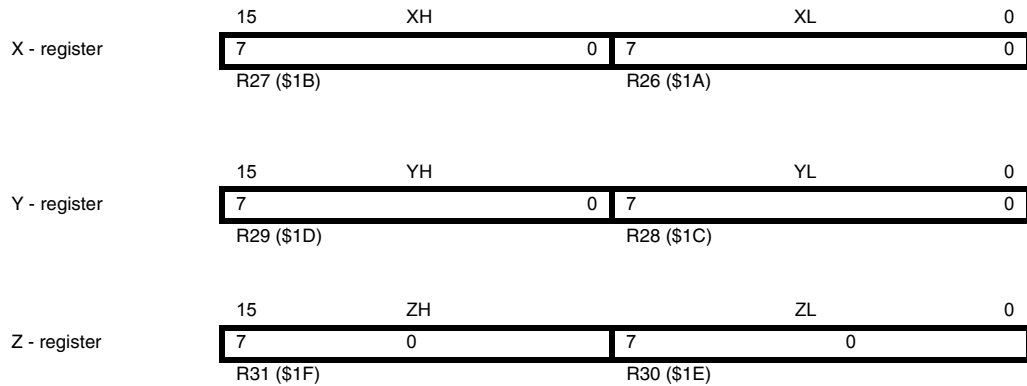 15 XH XL 0
X - register 7 0 7 0
R27 ($1B) R26 ($1A)
15 YH YL 0
Y - register 7 0 7 0
R29 ($1D) R28 ($1C)
15 ZH ZL 0
Z - register 7 0 7 0
R31 ($1F) R30 ($1E)